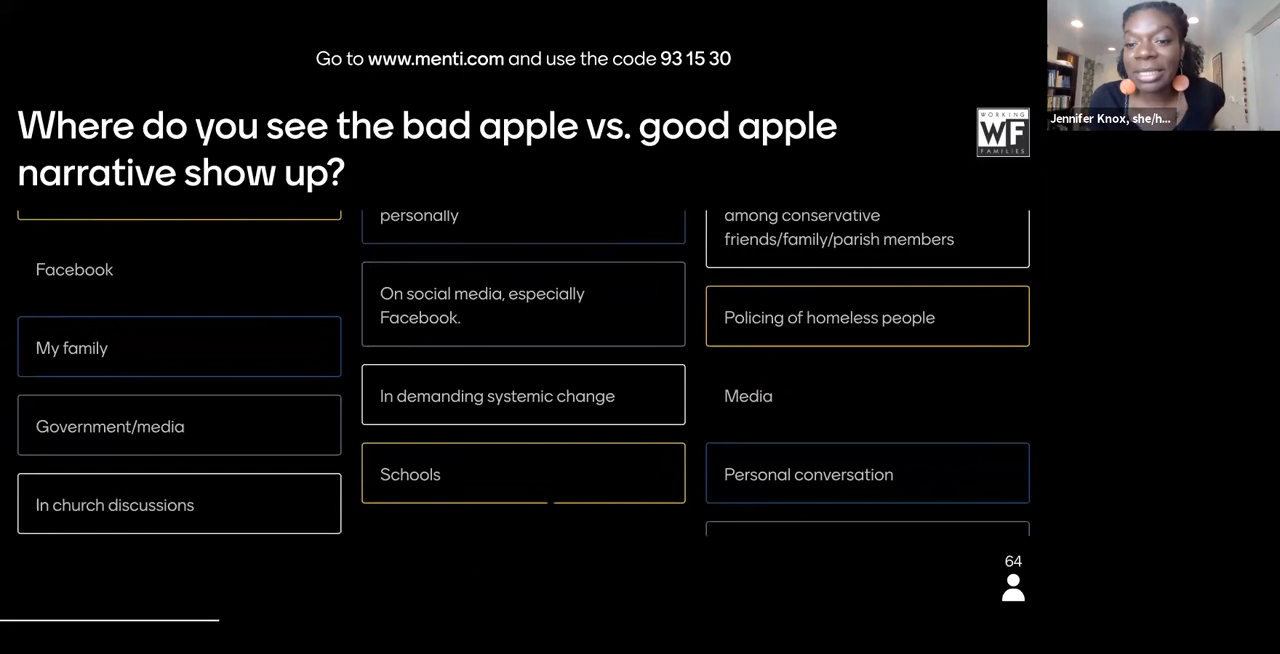 Go to www.menti.com and use the code 93 15 30
Where do you see the bad apple vs. good apple
narrative show up?
WORKING
WF
FAMILIES
Jennifer Knox, she/h...
Facebook
My family
Government/media
In church discussions
personally
On social media, especially
Facebook.
In demanding systemic change
Schools
among conservative
friends/family/parish members
Policing of homeless people
Media
Personal conversation
64